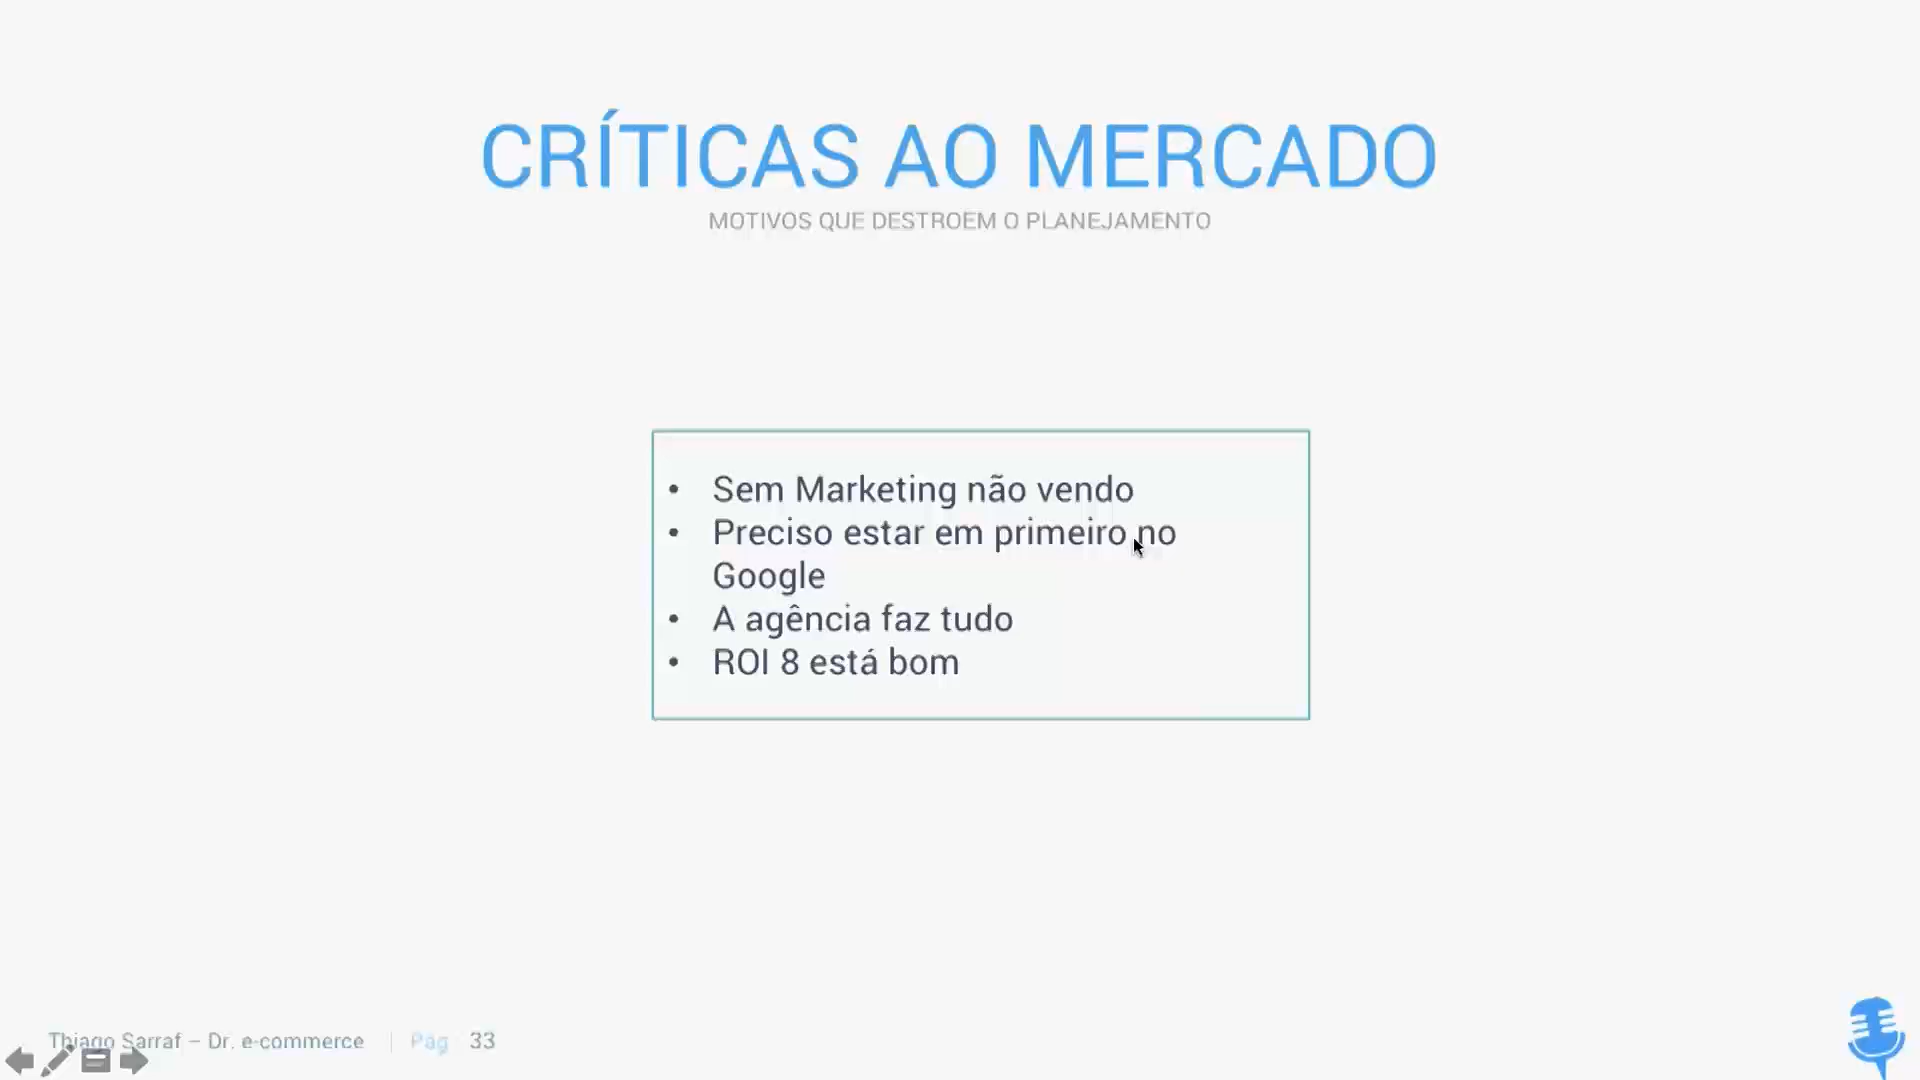 CRÍTICAS AO MERCADO
MOTIVOS QUE DESTROEM O PLANEJAMENTO
• Sem Marketing não vendo
• Preciso estar em primeiro no
Google
• A agência faz tudo
• ROI 8 está bom
Thiago Sarraf – Dr. e-commerce | Pág 33